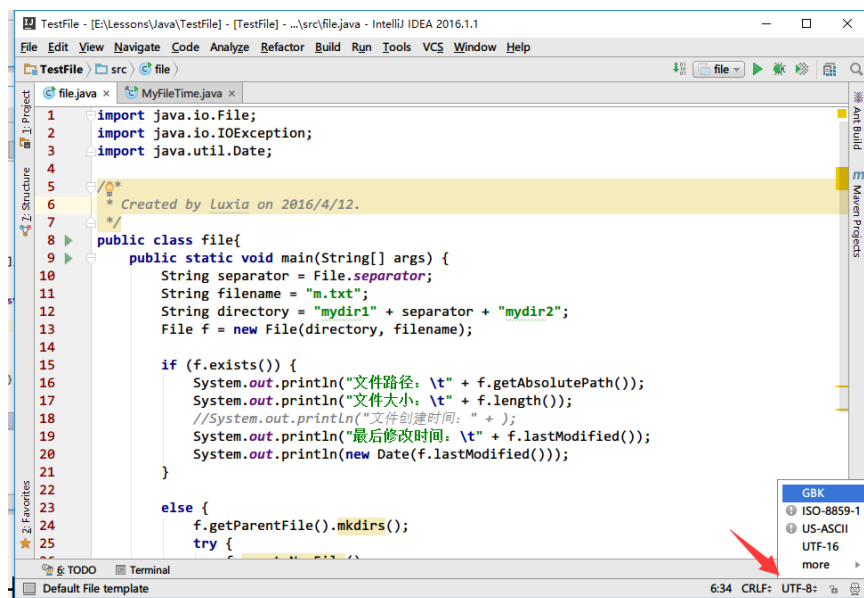 TestFile - [E:\Lessons\Java\TestFile] - [TestFile] - ...\src\file.java - IntelliJ IDEA 2016.1.1
File Edit View Navigate Code Analyze Refactor Build Run Tools VCS Window Help
TestFile src file file
file.java × MyFileTime.java ×
1: Project
Z: Structure
2: Favorites
Ant Build
Maven Projects
1 import java.io.File;
2 import java.io.IOException;
3 import java.util.Date;
4
5 /**
6 * Created by Luxia on 2016/4/12.
7 */
8 public class file{
9 public static void main(String[] args) {
10 String separator = File.separator;
11 String filename = "m.txt";
12 String directory = "mydir1" + separator + "mydir2";
13 File f = new File(directory, filename);
14
15 if (f.exists()) {
16 System.out.println("文件路径：\t" + f.getAbsolutePath());
17 System.out.println("文件大小：\t" + f.length());
18 //System.out.println("文件创建时间：" + );
19 System.out.println("最后修改时间：\t" + f.lastModified());
20 System.out.println(new Date(f.lastModified()));
21 }
22
23 else {
24 f.getParentFile().mkdirs();
25 try {
GBK
ISO-8859-1
US-ASCII
UTF-16
more
6: TODO Terminal
Default File template 6:34 CRLF UTF-8